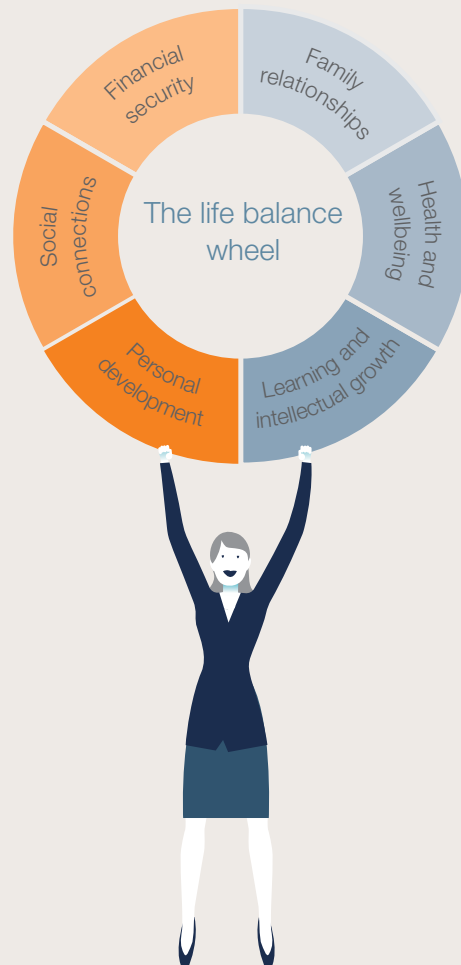 The life balance
wheel
Family
relationships
Health and
wellbeing
Learning and
intellectual growth
Personal
development
Social
connections
Financial
security